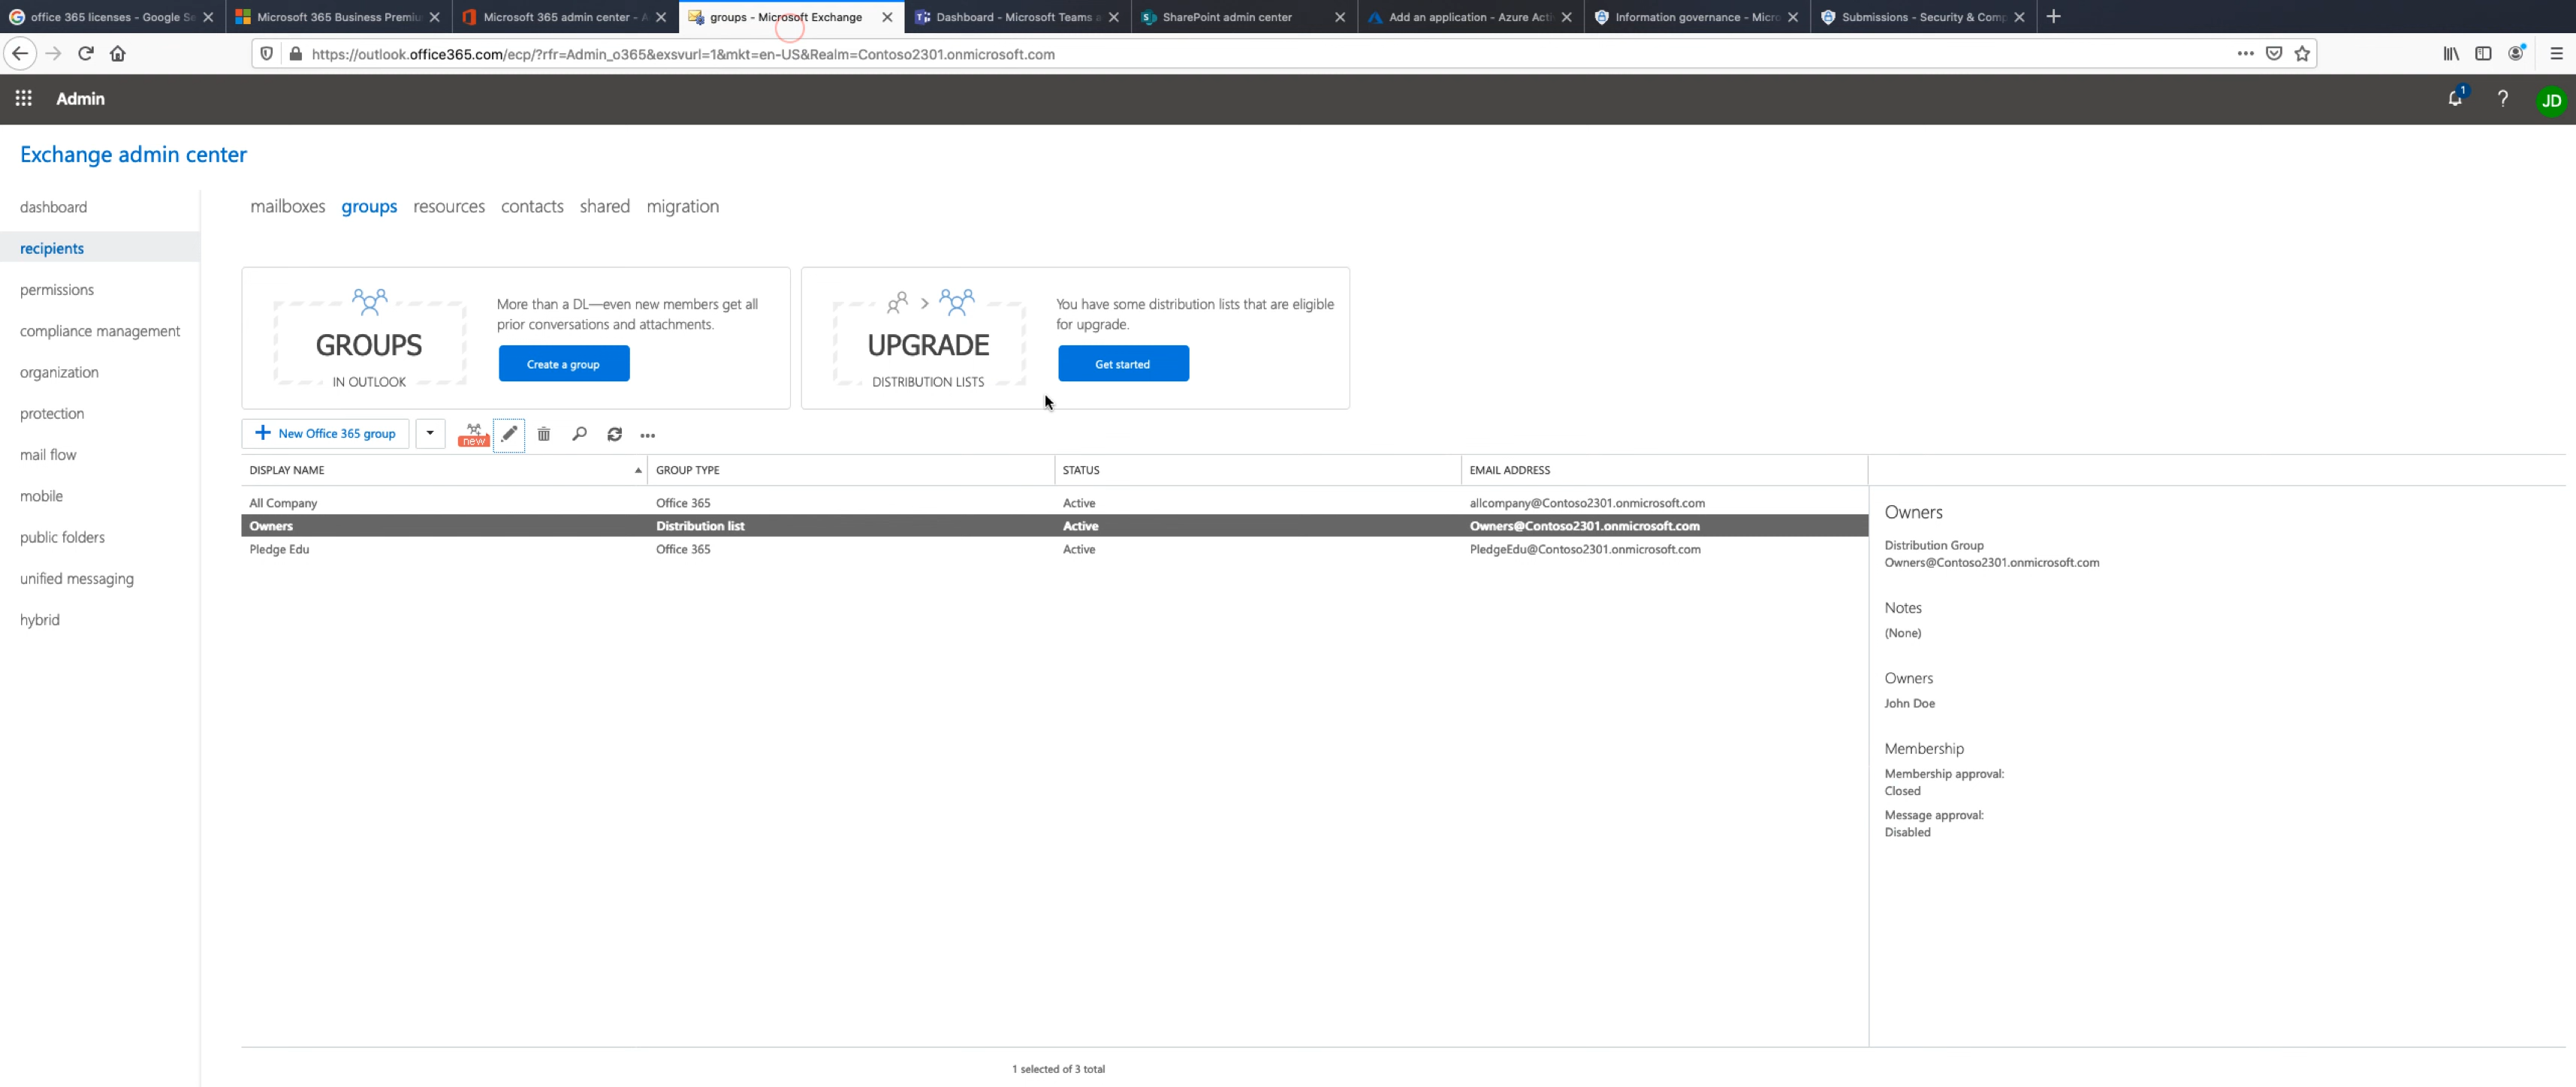 office 365 licenses - Google Se
Microsoft 365 Business Premiu
Microsoft 365 admin center - A
groups - Microsoft Exchange
Dashboard - Microsoft Teams a
SharePoint admin center
Add an application - Azure Acti
Information governance - Micro
Submissions - Security & Comp
https://outlook.office365.com/ecp/?rfr=Admin_o365&exsvurl=1&mkt=en-US&Realm=Contoso2301.onmicrosoft.com
Admin
1
?
JD
Exchange admin center
dashboard
recipients
permissions
compliance management
organization
protection
mail flow
mobile
public folders
unified messaging
hybrid
mailboxes groups resources contacts shared migration
GROUPS
IN OUTLOOK
More than a DL—even new members get all
prior conversations and attachments.
Create a group
UPGRADE
DISTRIBUTION LISTS
You have some distribution lists that are eligible
for upgrade.
Get started
New Office 365 group
new
DISPLAY NAME GROUP TYPE STATUS EMAIL ADDRESS
All Company Office 365 Active allcompany@Contoso2301.onmicrosoft.com
Owners Distribution list Active Owners@Contoso2301.onmicrosoft.com
Pledge Edu Office 365 Active PledgeEdu@Contoso2301.onmicrosoft.com
Owners
Distribution Group
Owners@Contoso2301.onmicrosoft.com
Notes
(None)
Owners
John Doe
Membership
Membership approval:
Closed
Message approval:
Disabled
1 selected of 3 total